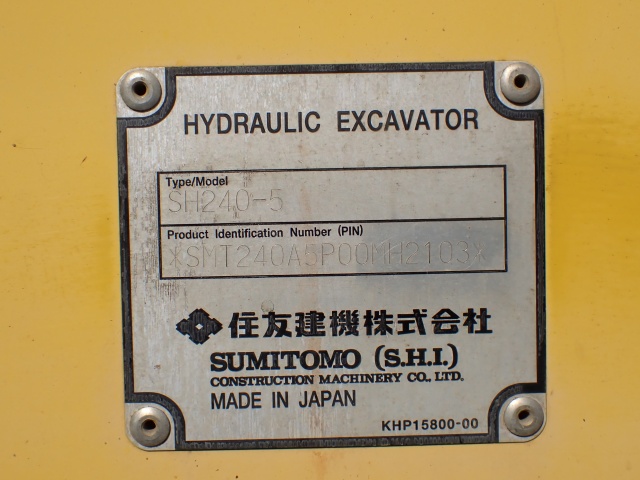 HYDRAULIC EXCAVATOR
Type/Model
SH240-5
Product Identification Number (PIN)
*SMT240A5P00MH2103*
住友建機株式会社
SUMITOMO (S.H.I.)
CONSTRUCTION MACHINERY CO., LTD.
MADE IN JAPAN
KHP15800-00